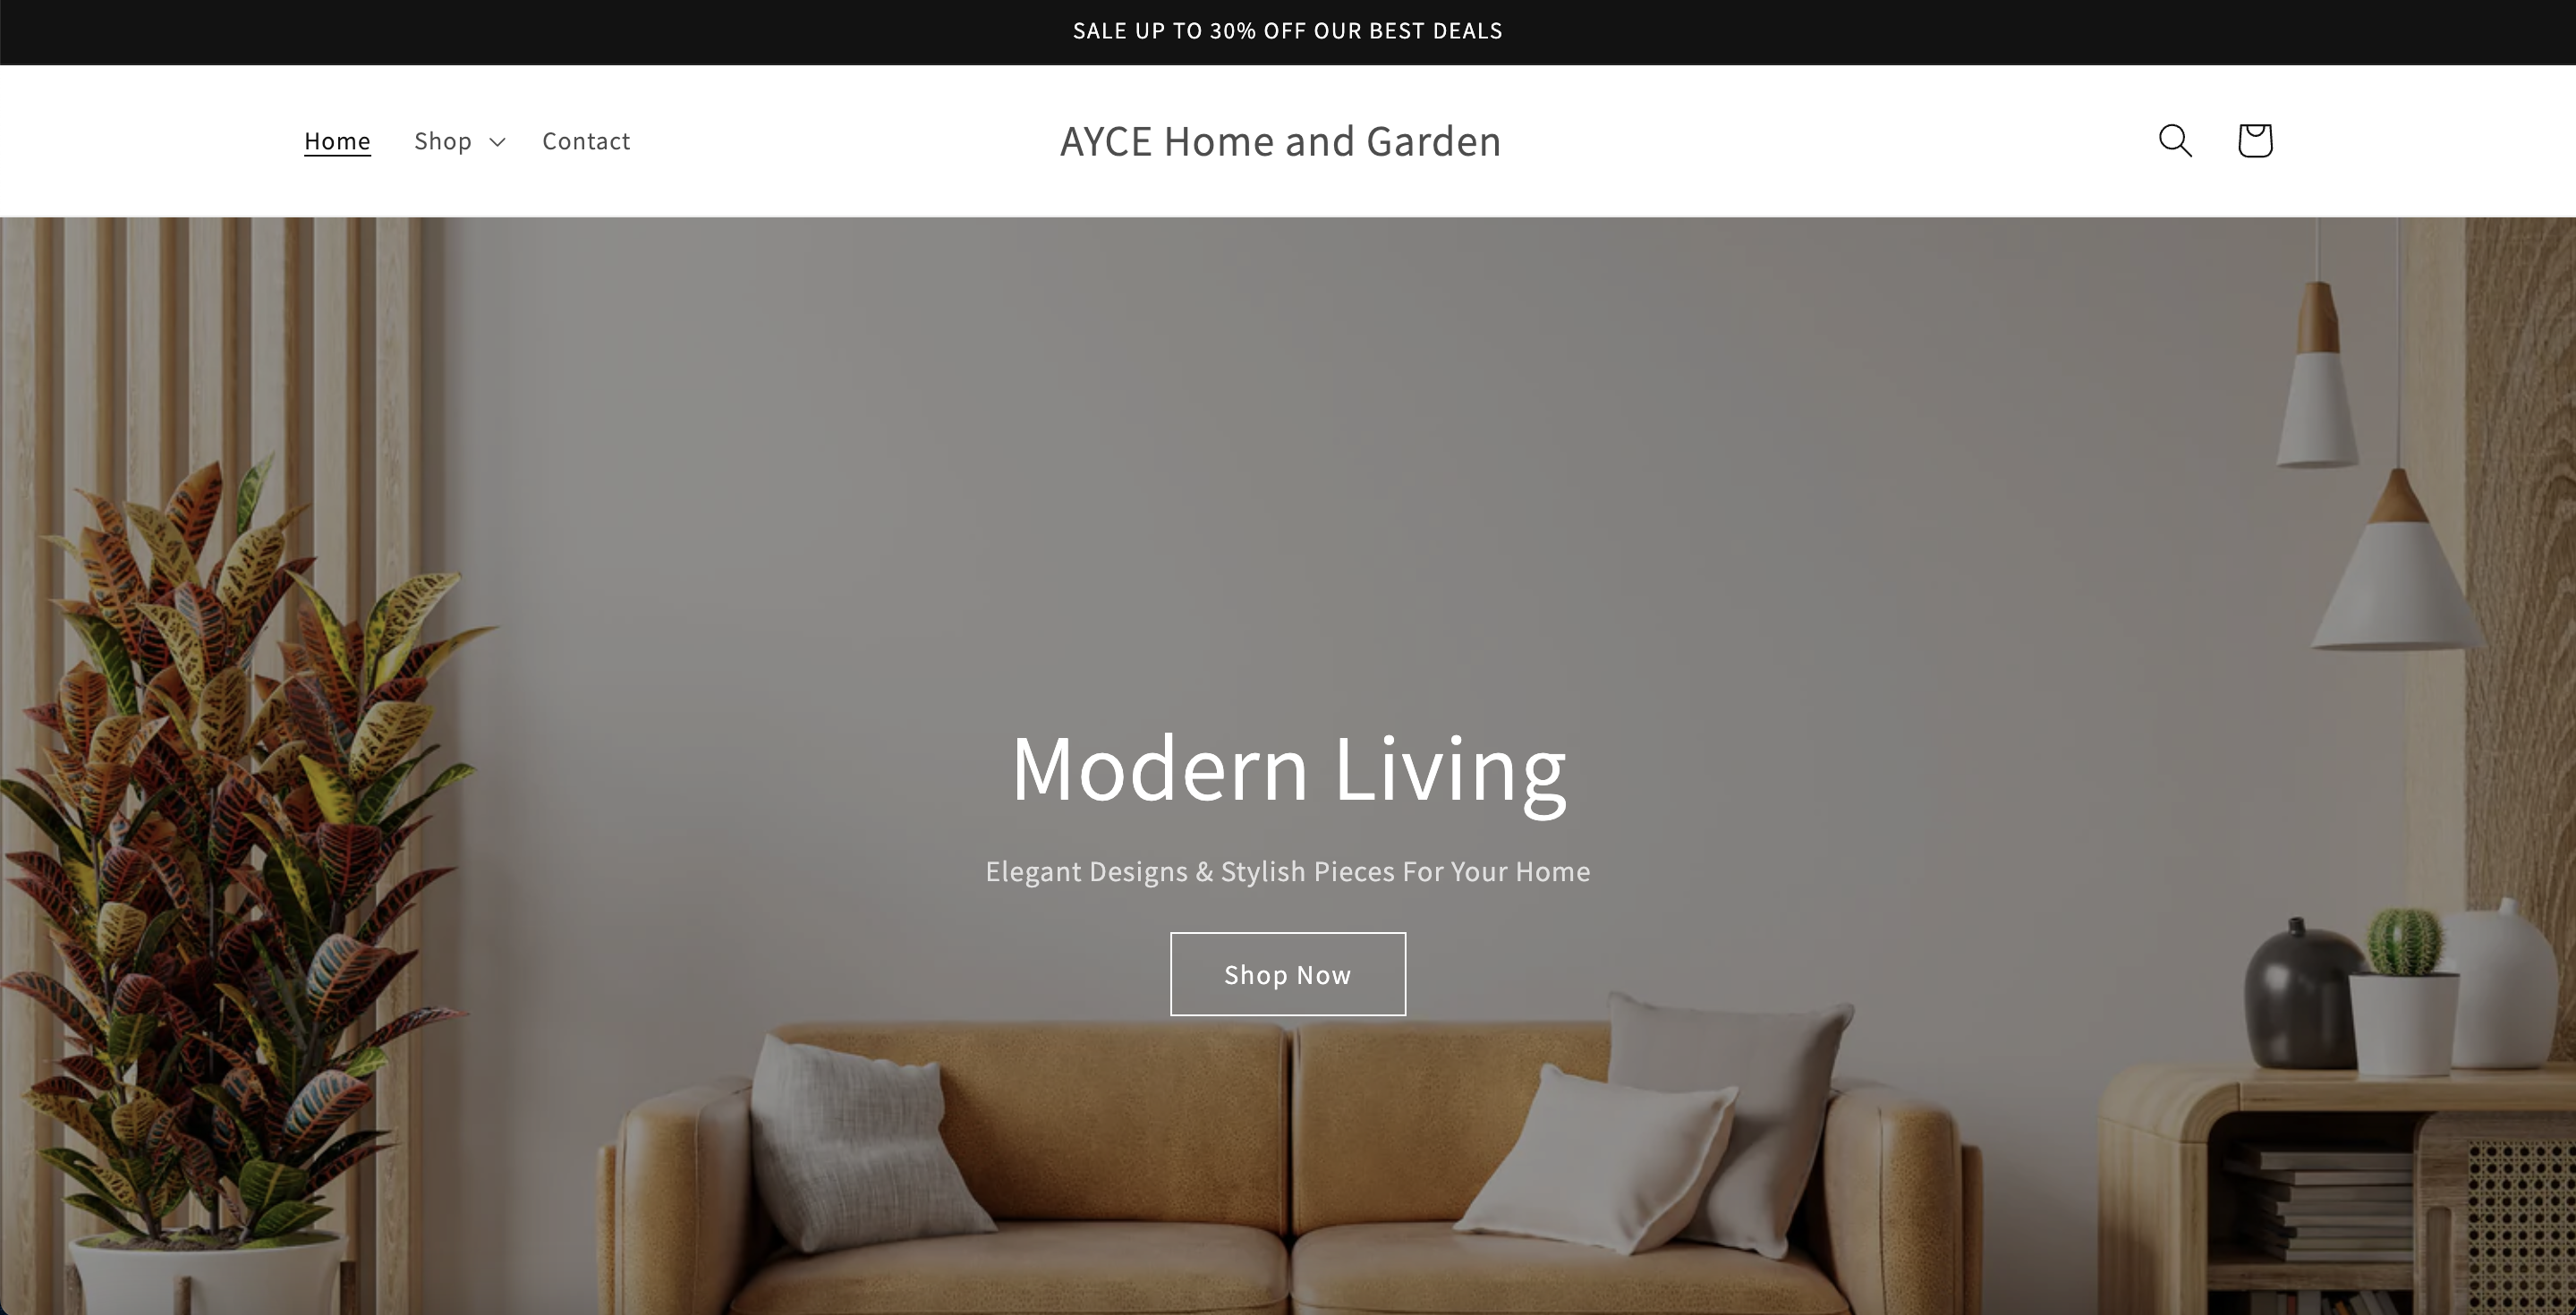 SALE UP TO 30% OFF OUR BEST DEALS
Home Shop Contact
AYCE Home and Garden
Modern Living
Elegant Designs & Stylish Pieces For Your Home
Shop Now